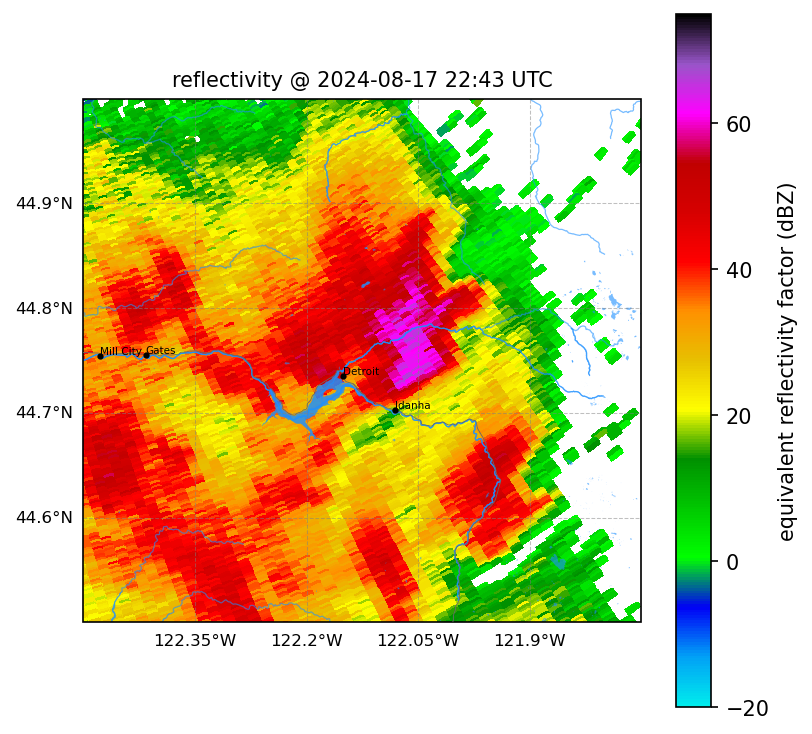 reflectivity @ 2024-08-17 22:43 UTC
60
44.9°N
40
44.8°N
Mill City
Gates
Detroit
Idanha
44.7°N
20
44.6°N
0
122.35°W
122.2°W
122.05°W
121.9°W
−20
equivalent reflectivity factor (dBZ)